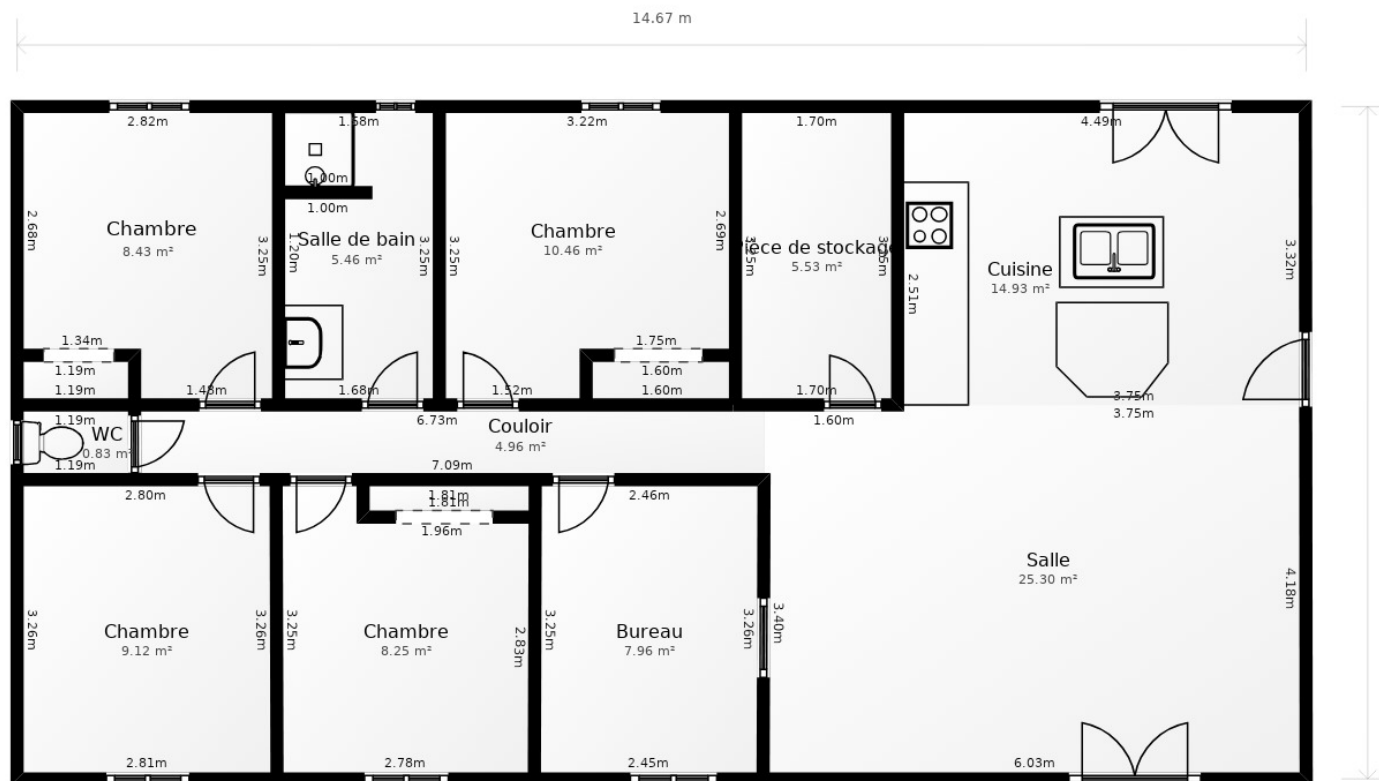 14.67 m
2.82m
1.68m
3.22m
1.70m
4.49m
1.00m
1.00m
2.68m
Chambre
8.43 m²
3.25m
1.20m
Salle de bain
5.46 m²
3.25m
3.25m
Chambre
10.46 m²
2.69m
Pièce de stockage
5.53 m²
2.51m
Cuisine
14.93 m²
3.32m
1.34m
1.19m
1.19m
1.48m
1.68m
1.52m
1.75m
1.60m
1.60m
1.70m
3.75m
3.75m
1.19m
WC
0.83 m²
1.19m
6.73m
Couloir
4.96 m²
7.09m
1.60m
2.80m
1.81m
1.81m
1.96m
2.46m
Salle
25.30 m²
4.18m
3.26m
Chambre
9.12 m²
3.26m
3.25m
Chambre
8.25 m²
2.83m
3.25m
Bureau
7.96 m²
3.26m
3.40m
2.81m
2.78m
2.45m
6.03m